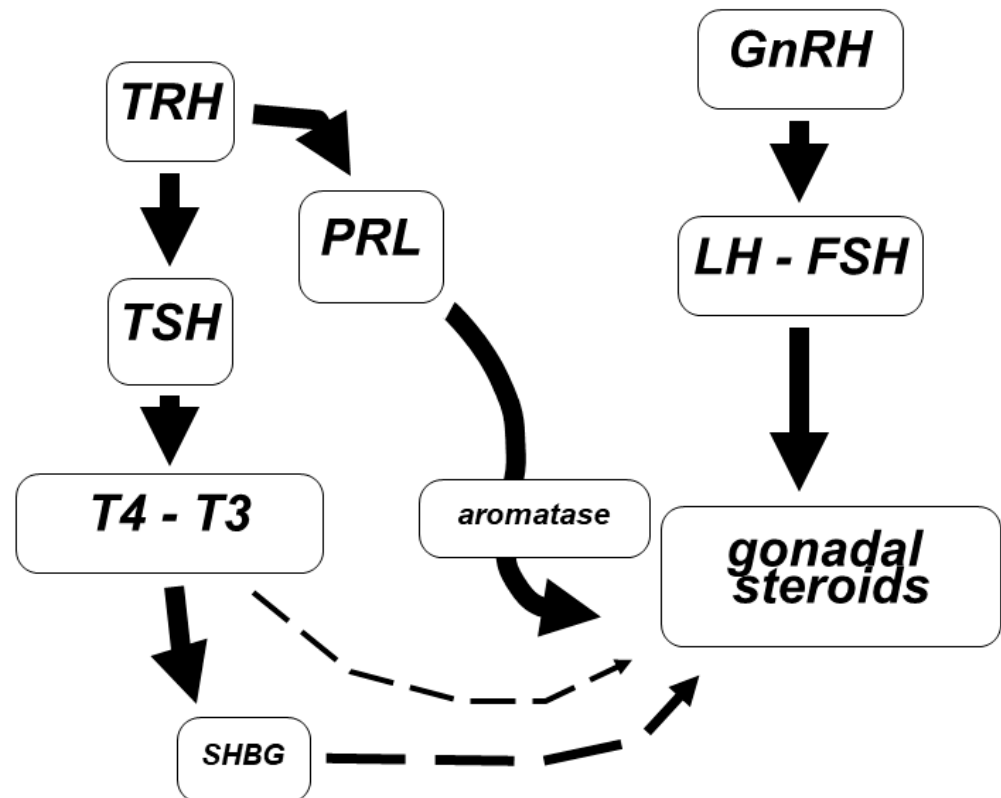 GnRH
TRH
PRL
LH - FSH
TSH
T4 - T3
aromatase
gonadal
steroids
SHBG